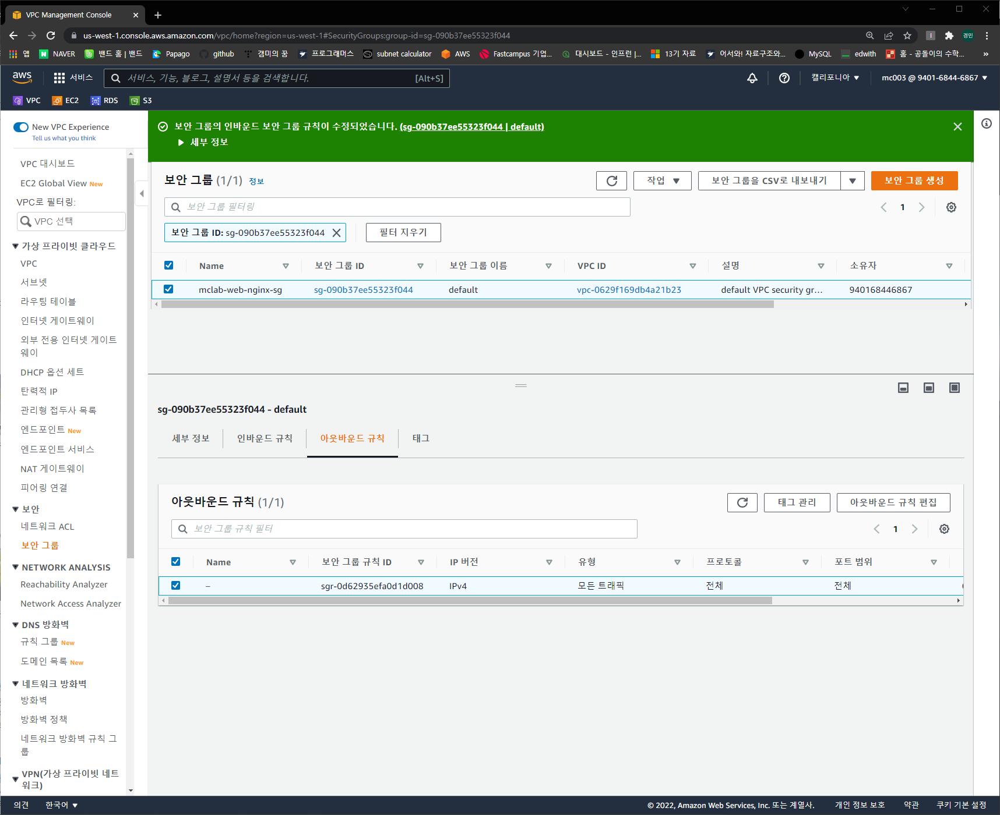 VPC Management Console
us-west-1.console.aws.amazon.com/vpc/home?region=us-west-1#SecurityGroups:group-id=sg-090b37ee55323f044
경민
앱 NAVER 밴드 홈 | 밴드 Papago github 캠미의 꿈 프로그래머스 subnet calculator AWS Fastcampus 기업... 대시보드 - 인프런 |... 13기 자료 어서와! 자료구조와... MySQL edwith 홈 - 공돌이의 수학...
aws 서비스 서비스, 기능, 블로그, 설명서 등을 검색합니다. [Alt+S] 캘리포니아 mc003 @ 9401-6844-6867
VPC EC2 RDS S3
New VPC Experience
Tell us what you think
VPC 대시보드
EC2 Global View New
VPC로 필터링:
VPC 선택
가상 프라이빗 클라우드
VPC
서브넷
라우팅 테이블
인터넷 게이트웨이
외부 전용 인터넷 게이트
웨이
DHCP 옵션 세트
탄력적 IP
관리형 접두사 목록
엔드포인트 New
엔드포인트 서비스
NAT 게이트웨이
피어링 연결
보안
네트워크 ACL
보안 그룹
NETWORK ANALYSIS
Reachability Analyzer
Network Access Analyzer
DNS 방화벽
규칙 그룹 New
도메인 목록 New
네트워크 방화벽
방화벽
방화벽 정책
네트워크 방화벽 규칙 그
룹
VPN(가상 프라이빗 네트
워크)
보안 그룹의 인바운드 보안 그룹 규칙이 수정되었습니다. (sg-090b37ee55323f044 | default)
세부 정보
보안 그룹 (1/1) 정보
작업 보안 그룹을 CSV로 내보내기 보안 그룹 생성
보안 그룹 필터링
1
보안 그룹 ID: sg-090b37ee55323f044 필터 지우기
Name 보안 그룹 ID 보안 그룹 이름 VPC ID 설명 소유자
mclab-web-nginx-sg sg-090b37ee55323f044 default vpc-0629f169db4a21b23 default VPC security gr... 940168446867
sg-090b37ee55323f044 - default
세부 정보 인바운드 규칙 아웃바운드 규칙 태그
아웃바운드 규칙 (1/1)
태그 관리 아웃바운드 규칙 편집
보안 그룹 규칙 필터
1
Name 보안 그룹 규칙 ID IP 버전 유형 프로토콜 포트 범위
– sgr-0d62935efa0d1d008 IPv4 모든 트래픽 전체 전체
의견 한국어 © 2022, Amazon Web Services, Inc. 또는 계열사. 개인 정보 보호 약관 쿠키 기본 설정